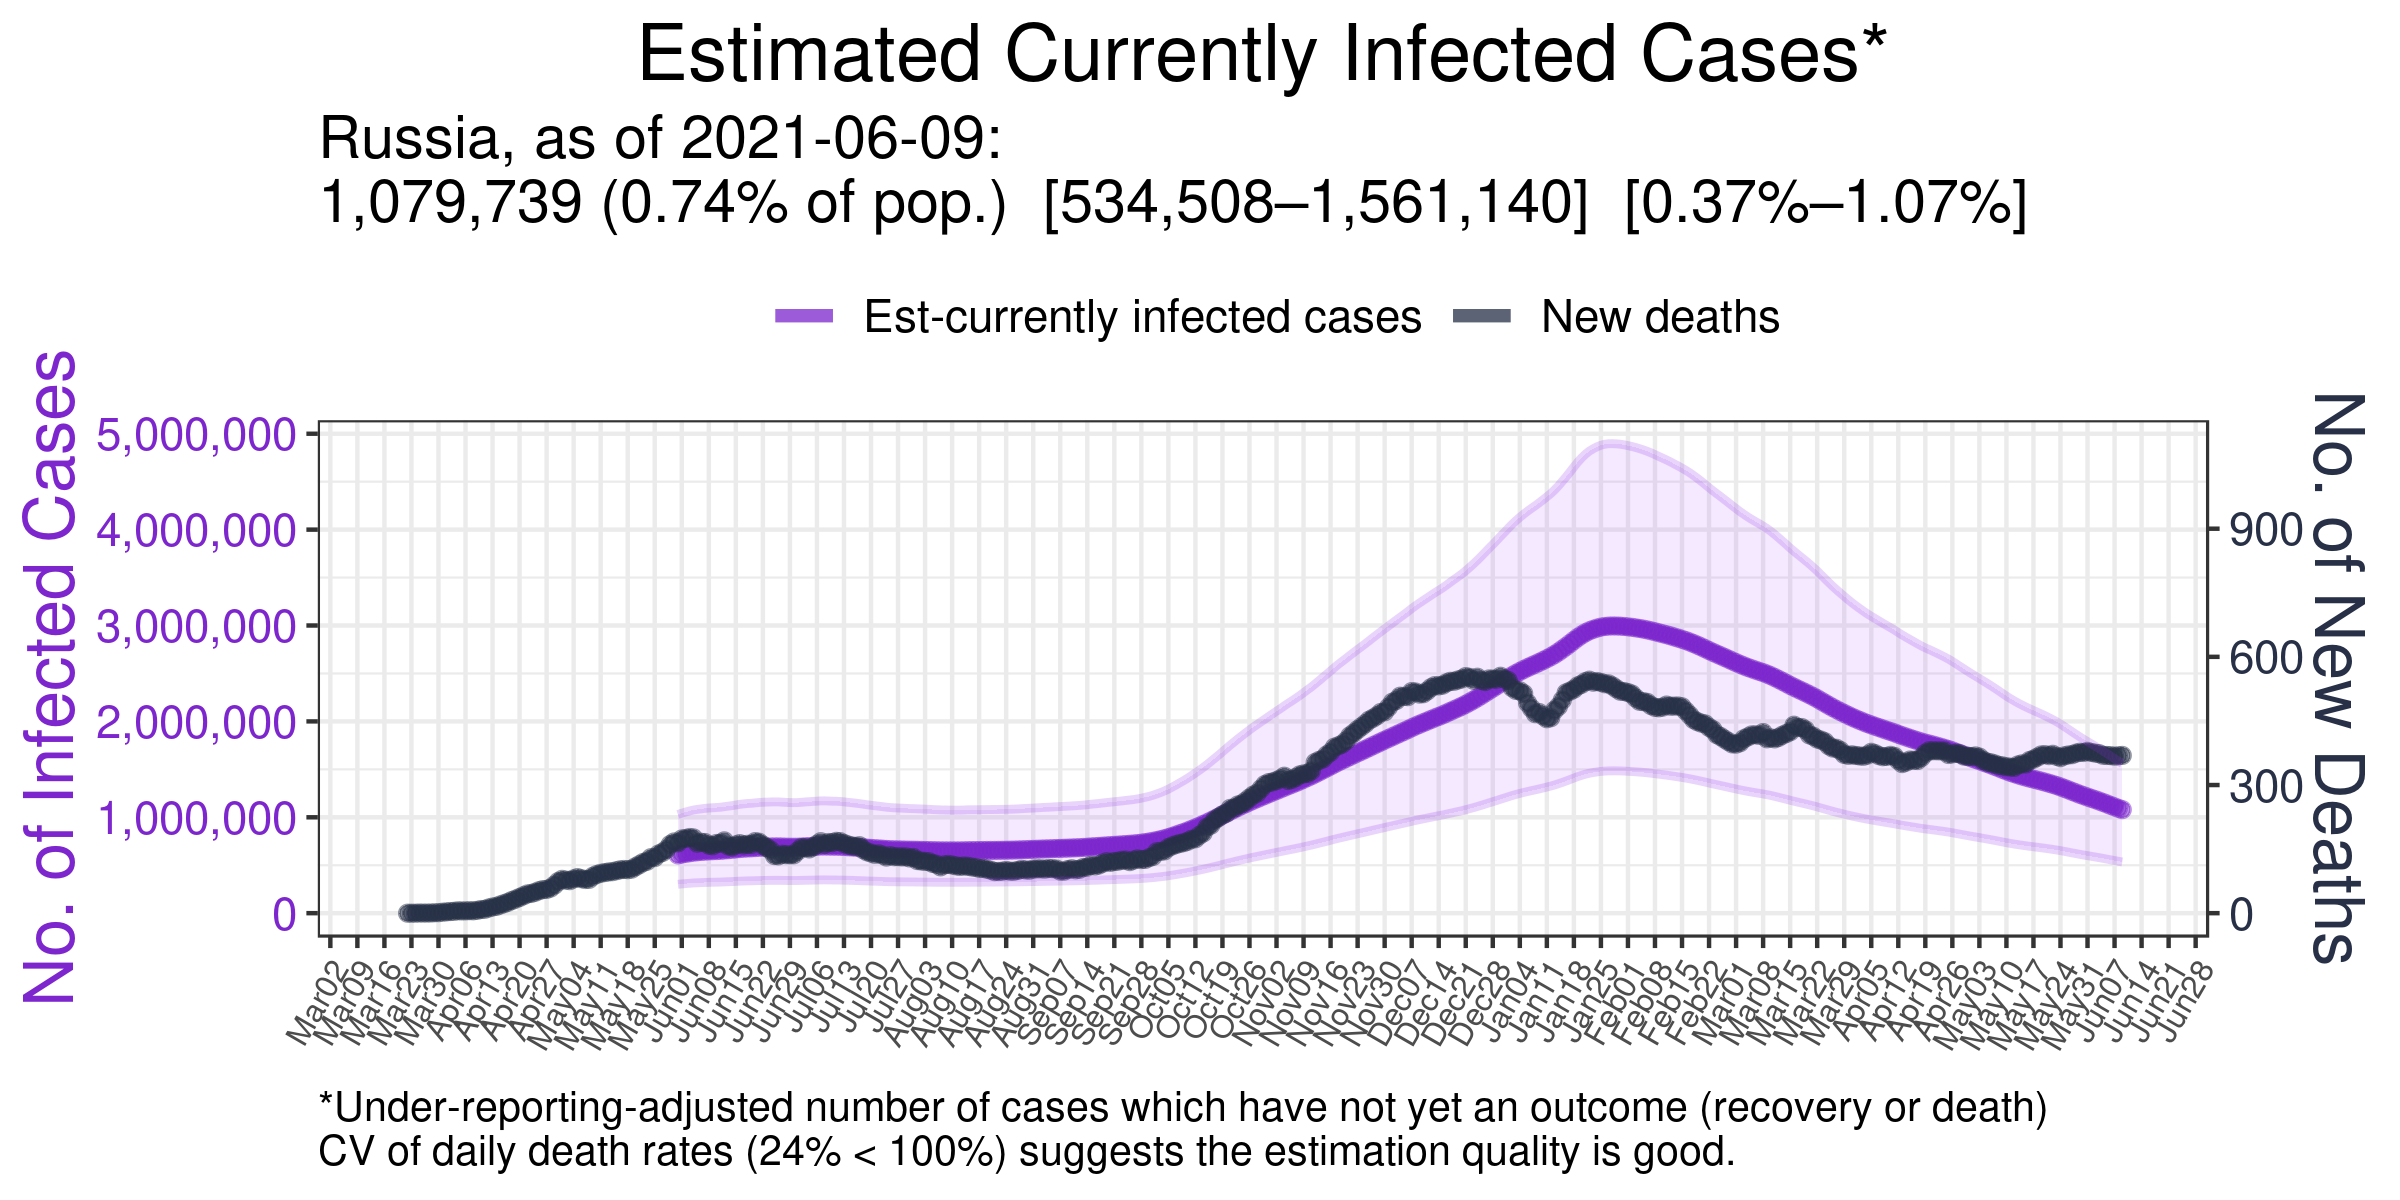 Estimated Currently Infected Cases*
Russia, as of 2021-06-09:
1,079,739 (0.74% of pop.) [534,508–1,561,140] [0.37%–1.07%]
Est-currently infected cases New deaths
No. of Infected Cases
5,000,000
4,000,000
3,000,000
2,000,000
1,000,000
0
900
600
300
0
No. of New Deaths
Mar02 Mar09 Mar16 Mar23 Mar30 Apr06 Apr13 Apr20 Apr27 May04 May11 May18 May25 Jun01 Jun08 Jun15 Jun22 Jun29 Jul06 Jul13 Jul20 Jul27 Aug03 Aug10 Aug17 Aug24 Aug31 Sep07 Sep14 Sep21 Sep28 Oct05 Oct12 Oct19 Oct26 Nov02 Nov09 Nov16 Nov23 Nov30 Dec07 Dec14 Dec21 Dec28 Jan04 Jan11 Jan18 Jan25 Feb01 Feb08 Feb15 Feb22 Mar01 Mar08 Mar15 Mar22 Mar29 Apr05 Apr12 Apr19 Apr26 May03 May10 May17 May24 May31 Jun07 Jun14 Jun21 Jun28
*Under-reporting-adjusted number of cases which have not yet an outcome (recovery or death)
CV of daily death rates (24% < 100%) suggests the estimation quality is good.